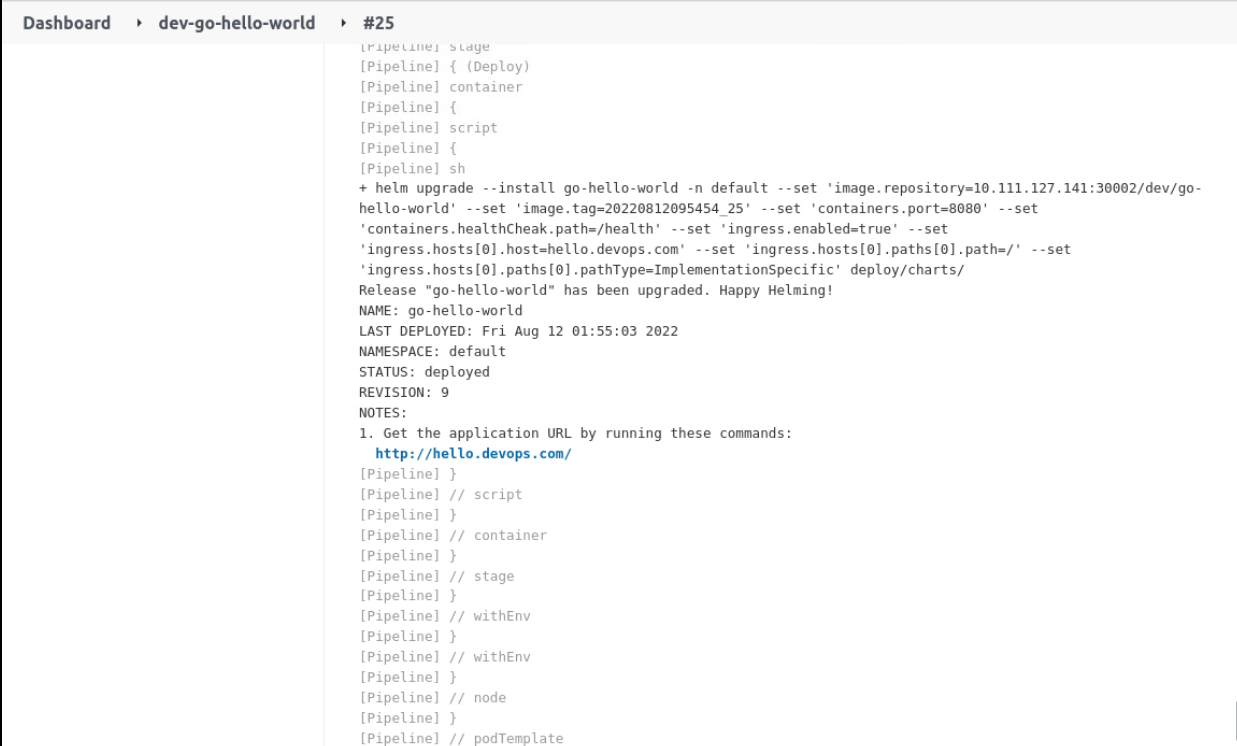 Dashboard ▸ dev-go-hello-world ▸ #25
[Pipeline] stage
[Pipeline] { (Deploy)
[Pipeline] container
[Pipeline] {
[Pipeline] script
[Pipeline] {
[Pipeline] sh
+ helm upgrade --install go-hello-world -n default --set 'image.repository=10.111.127.141:30002/dev/go-
hello-world' --set 'image.tag=20220812095454_25' --set 'containers.port=8080' --set
'containers.healthCheak.path=/health' --set 'ingress.enabled=true' --set
'ingress.hosts[0].host=hello.devops.com' --set 'ingress.hosts[0].paths[0].path=/' --set
'ingress.hosts[0].paths[0].pathType=ImplementationSpecific' deploy/charts/
Release "go-hello-world" has been upgraded. Happy Helming!
NAME: go-hello-world
LAST DEPLOYED: Fri Aug 12 01:55:03 2022
NAMESPACE: default
STATUS: deployed
REVISION: 9
NOTES:
1. Get the application URL by running these commands:
  http://hello.devops.com/
[Pipeline] }
[Pipeline] // script
[Pipeline] }
[Pipeline] // container
[Pipeline] }
[Pipeline] // stage
[Pipeline] }
[Pipeline] // withEnv
[Pipeline] }
[Pipeline] // withEnv
[Pipeline] }
[Pipeline] // node
[Pipeline] }
[Pipeline] // podTemplate